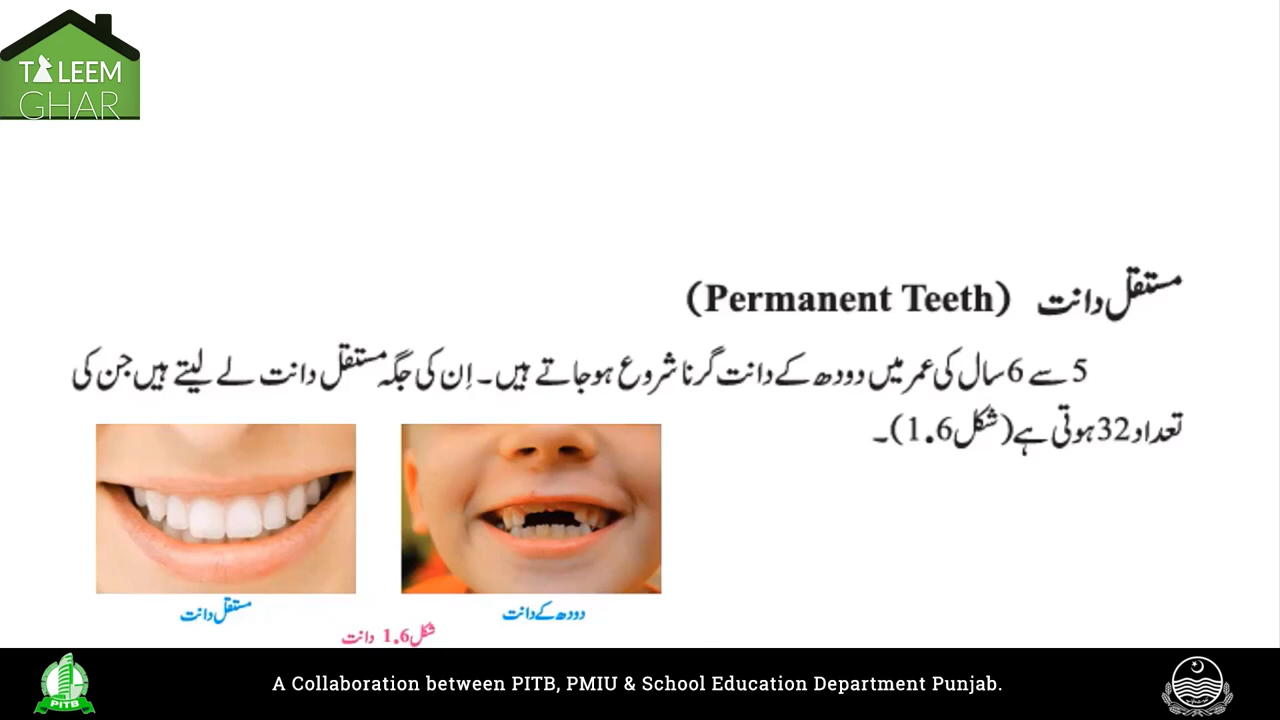 TALEEM
GHAR
مستقل دانت (Permanent Teeth)
5 سے 6 سال کی عمر میں دودھ کے دانت گرنا شروع ہو جاتے ہیں۔ اِن کی جگہ مستقل دانت لے لیتے ہیں جن کی
تعداد 32 ہوتی ہے (شکل 1.6)۔
دودھ کے دانت
مستقل دانت
شکل 1.6 دانت
PITB
A Collaboration between PITB, PMIU & School Education Department Punjab.